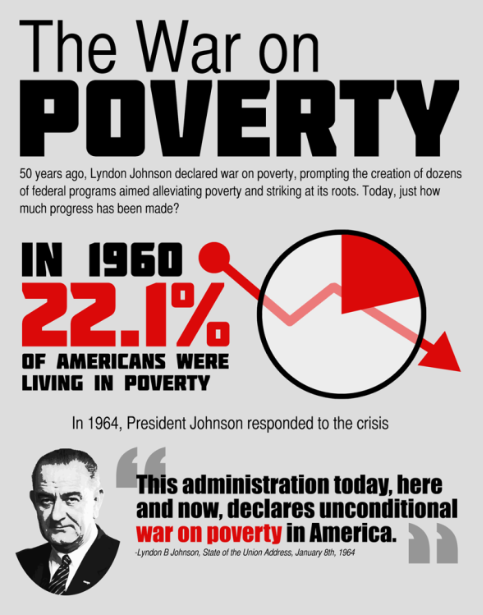 The War on
POVERTY
50 years ago, Lyndon Johnson declared war on poverty, prompting the creation of dozens
of federal programs aimed alleviating poverty and striking at its roots. Today, just how
much progress has been made?
IN 1960
22.1%
OF AMERICANS WERE
LIVING IN POVERTY
In 1964, President Johnson responded to the crisis
“This administration today, here
and now, declares unconditional
war on poverty in America.”
-Lyndon B Johnson, State of the Union Address, January 8th, 1964